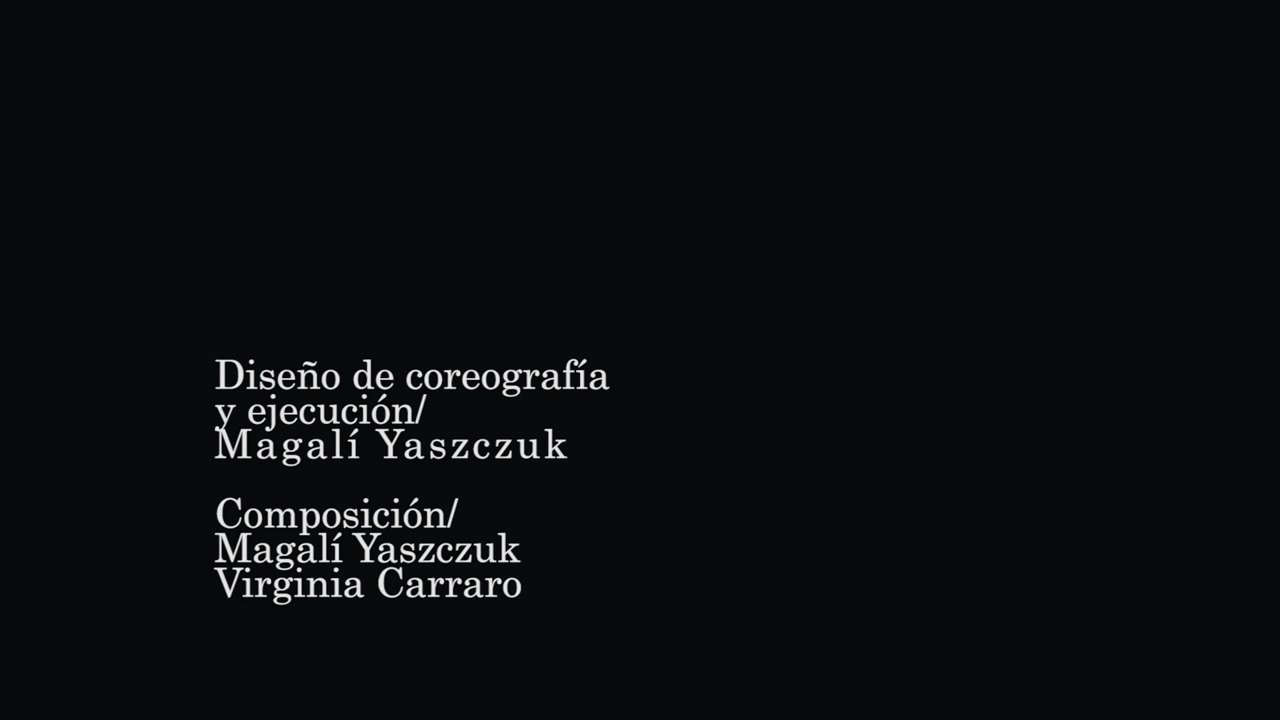 Diseño de coreografía
y ejecución/
Magalí Yaszczuk
Composición/
Magalí Yaszczuk
Virginia Carraro